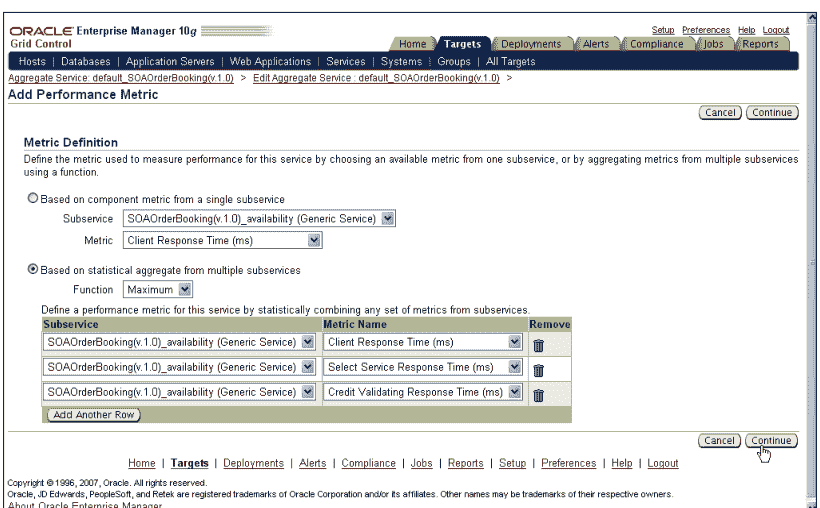 ORACLE Enterprise Manager 10g
Grid Control
Setup Preferences Help Logout
Home Targets Deployments Alerts Compliance Jobs Reports
Hosts | Databases | Application Servers | Web Applications | Services | Systems | Groups | All Targets
Aggregate Service: default_SOAOrderBooking(v.1.0) > Edit Aggregate Service : default_SOAOrderBooking(v.1.0) >
Add Performance Metric
Cancel Continue
Metric Definition
Define the metric used to measure performance for this service by choosing an available metric from one subservice, or by aggregating metrics from multiple subservices
using a function.
Based on component metric from a single subservice
Subservice SOAOrderBooking(v.1.0)_availability (Generic Service)
Metric Client Response Time (ms)
Based on statistical aggregate from multiple subservices
Function Maximum
Define a performance metric for this service by statistically combining any set of metrics from subservices.
Subservice Metric Name Remove
SOAOrderBooking(v.1.0)_availability (Generic Service) Client Response Time (ms)
SOAOrderBooking(v.1.0)_availability (Generic Service) Select Service Response Time (ms)
SOAOrderBooking(v.1.0)_availability (Generic Service) Credit Validating Response Time (ms)
Add Another Row
Cancel Continue
Home | Targets | Deployments | Alerts | Compliance | Jobs | Reports | Setup | Preferences | Help | Logout
Copyright © 1996, 2007, Oracle. All rights reserved.
Oracle, JD Edwards, PeopleSoft, and Retek are registered trademarks of Oracle Corporation and/or its affiliates. Other names may be trademarks of their respective owners.
About Oracle Enterprise Manager